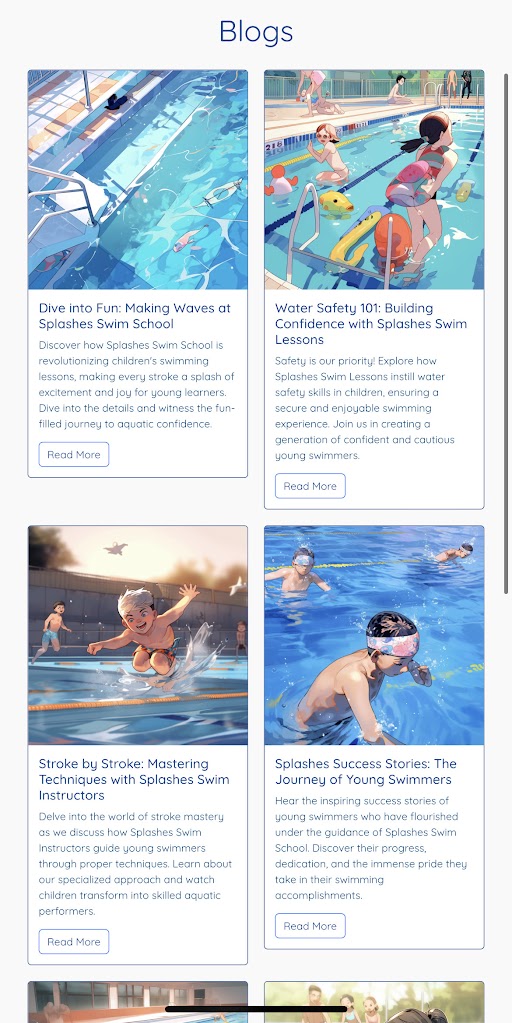 Blogs
Dive into Fun: Making Waves at
Splashes Swim School
Discover how Splashes Swim School is
revolutionizing children's swimming
lessons, making every stroke a splash of
excitement and joy for young learners.
Dive into the details and witness the fun-
filled journey to aquatic confidence.
Read More
Water Safety 101: Building
Confidence with Splashes Swim
Lessons
Safety is our priority! Explore how
Splashes Swim Lessons instill water
safety skills in children, ensuring a
secure and enjoyable swimming
experience. Join us in creating a
generation of confident and cautious
young swimmers.
Read More
Stroke by Stroke: Mastering
Techniques with Splashes Swim
Instructors
Delve into the world of stroke mastery
as we discuss how Splashes Swim
Instructors guide young swimmers
through proper techniques. Learn about
our specialized approach and watch
children transform into skilled aquatic
performers.
Read More
Splashes Success Stories: The
Journey of Young Swimmers
Hear the inspiring success stories of
young swimmers who have flourished
under the guidance of Splashes Swim
School. Discover their progress,
dedication, and the immense pride they
take in their swimming
accomplishments.
Read More